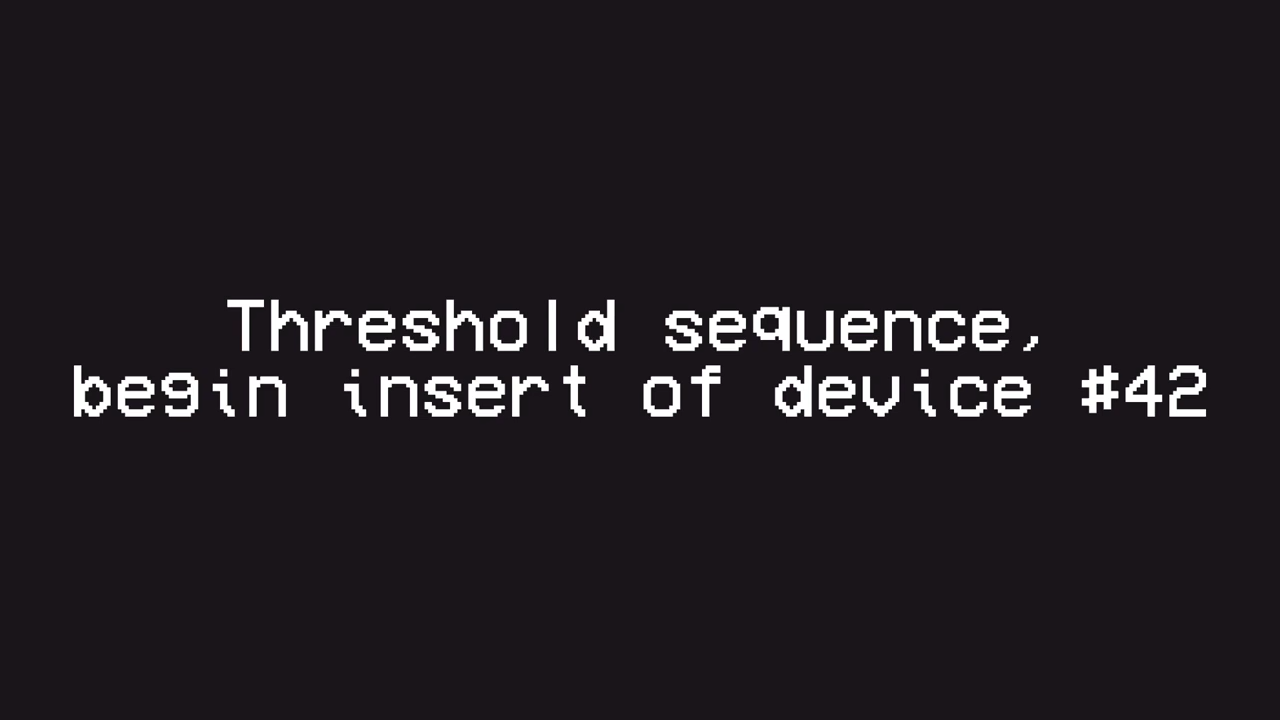 Threshold sequence,
begin insert of device #42